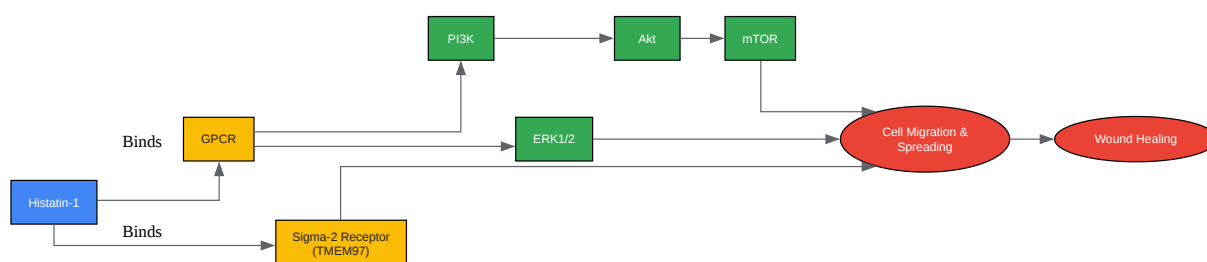 PI3K
Akt
mTOR
Binds
GPCR
ERK1/2
Cell Migration &
Spreading
Wound Healing
Histatin-1
Binds
Sigma-2 Receptor
(TMEM97)